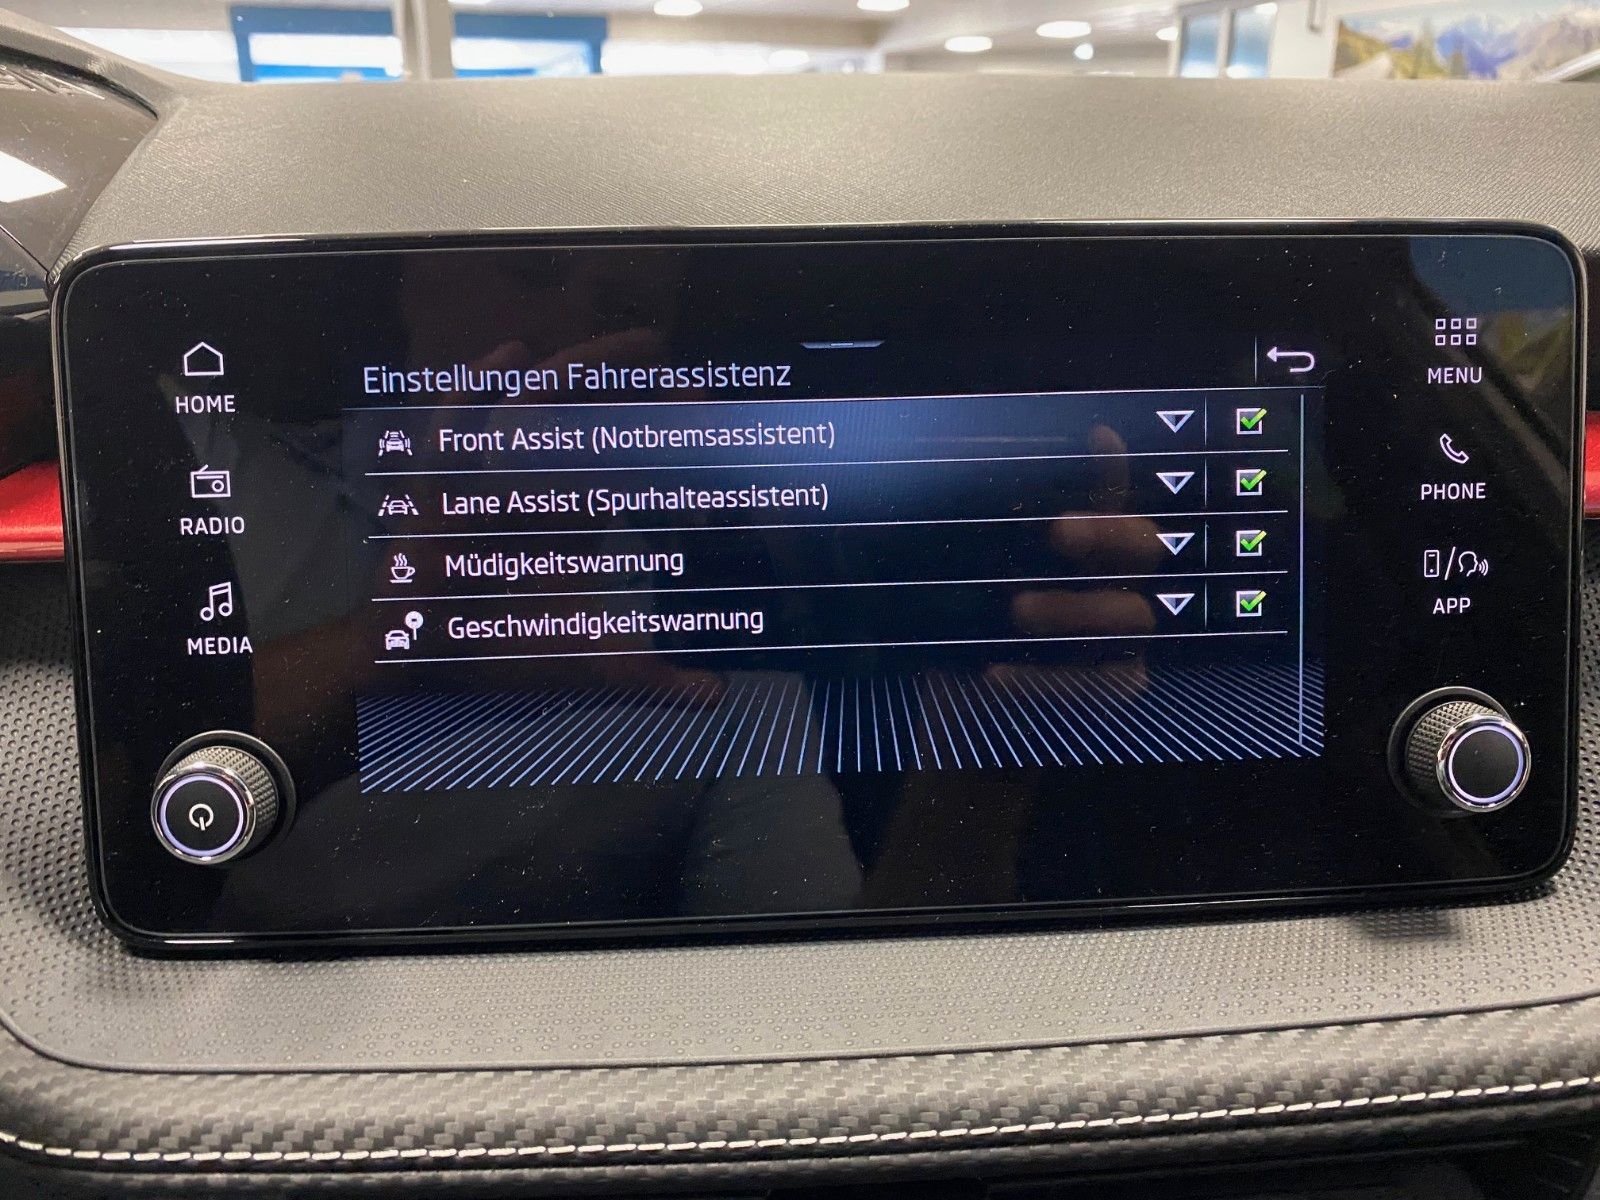 HOME
RADIO
MEDIA
Einstellungen Fahrerassistenz
Front Assist (Notbremsassistent)
Lane Assist (Spurhalteassistent)
Müdigkeitswarnung
Geschwindigkeitswarnung
MENU
PHONE
APP